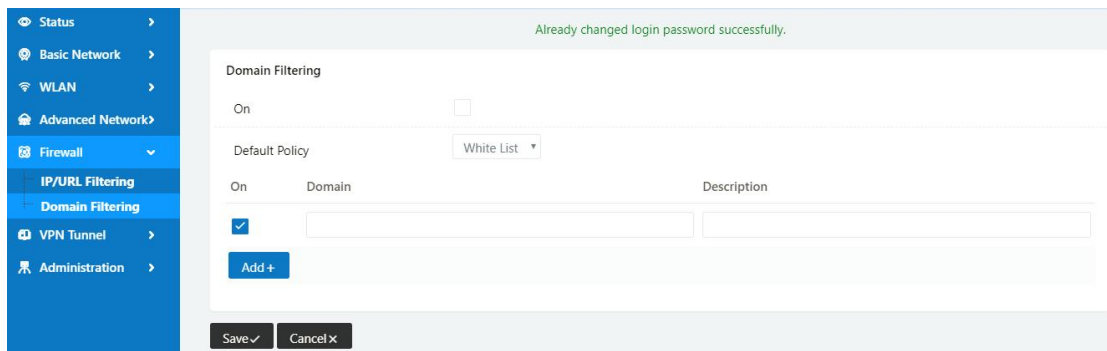 Status
Basic Network
WLAN
Advanced Network
Firewall
IP/URL Filtering
Domain Filtering
VPN Tunnel
Administration
Already changed login password successfully.
Domain Filtering
On
Default Policy White List
On Domain Description
Add +
Save Cancel